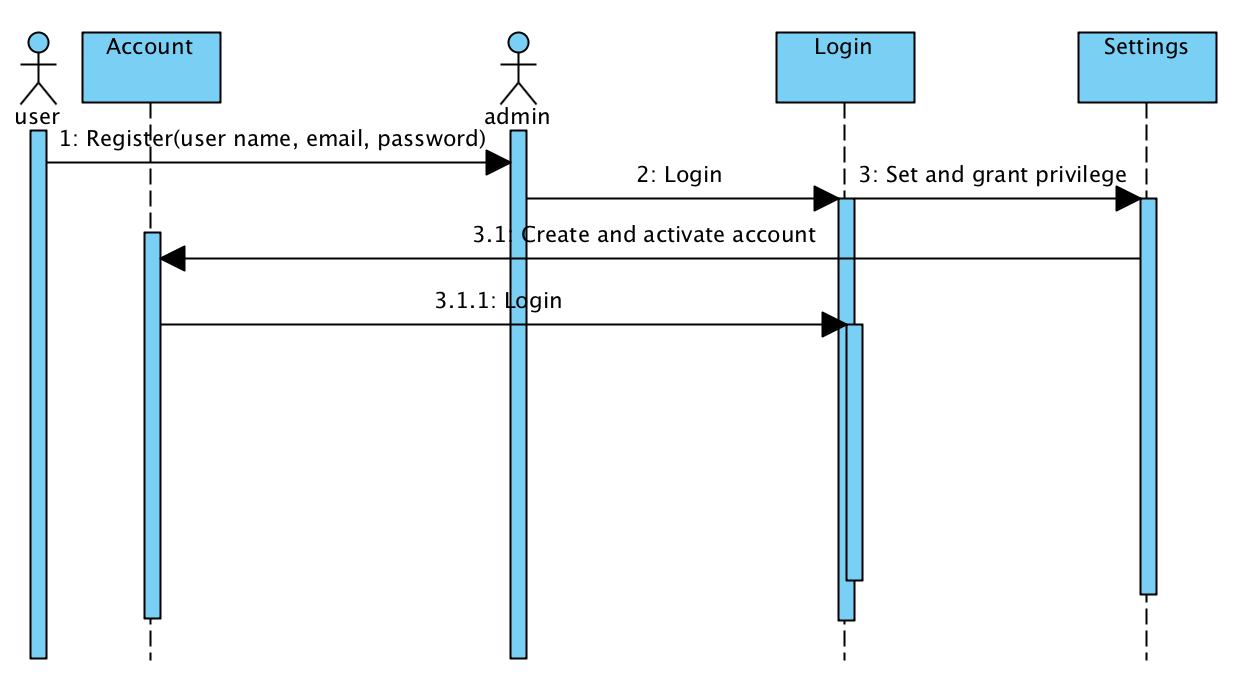 Account
Login
Settings
user
admin
1: Register(user name, email, password)
2: Login
3: Set and grant privilege
3.1: Create and activate account
3.1.1: Login